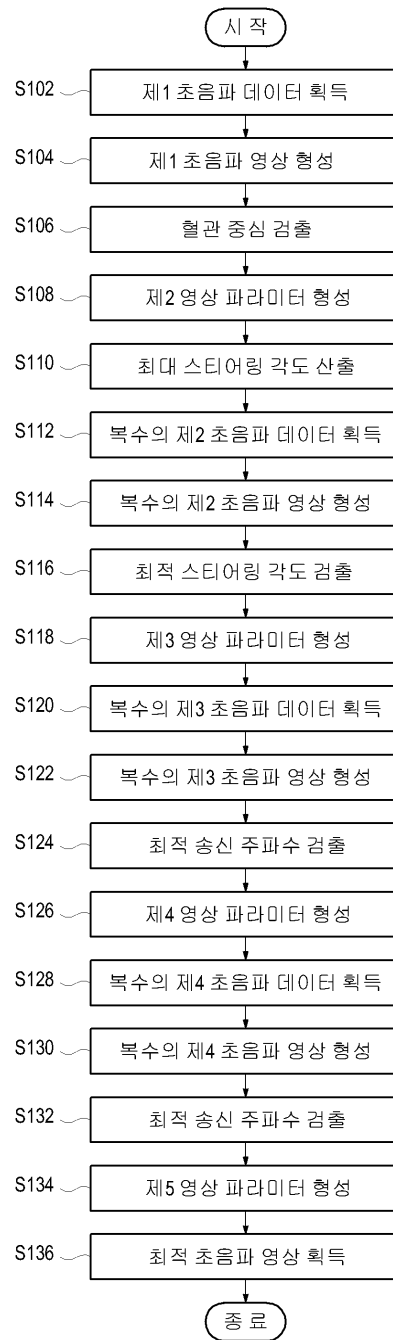 시 작
S102 제1 초음파 데이터 획득
S104 제1 초음파 영상 형성
S106 혈관 중심 검출
S108 제2 영상 파라미터 형성
S110 최대 스티어링 각도 산출
S112 복수의 제2 초음파 데이터 획득
S114 복수의 제2 초음파 영상 형성
S116 최적 스티어링 각도 검출
S118 제3 영상 파라미터 형성
S120 복수의 제3 초음파 데이터 획득
S122 복수의 제3 초음파 영상 형성
S124 최적 송신 주파수 검출
S126 제4 영상 파라미터 형성
S128 복수의 제4 초음파 데이터 획득
S130 복수의 제4 초음파 영상 형성
S132 최적 송신 주파수 검출
S134 제5 영상 파라미터 형성
S136 최적 초음파 영상 획득
종 료